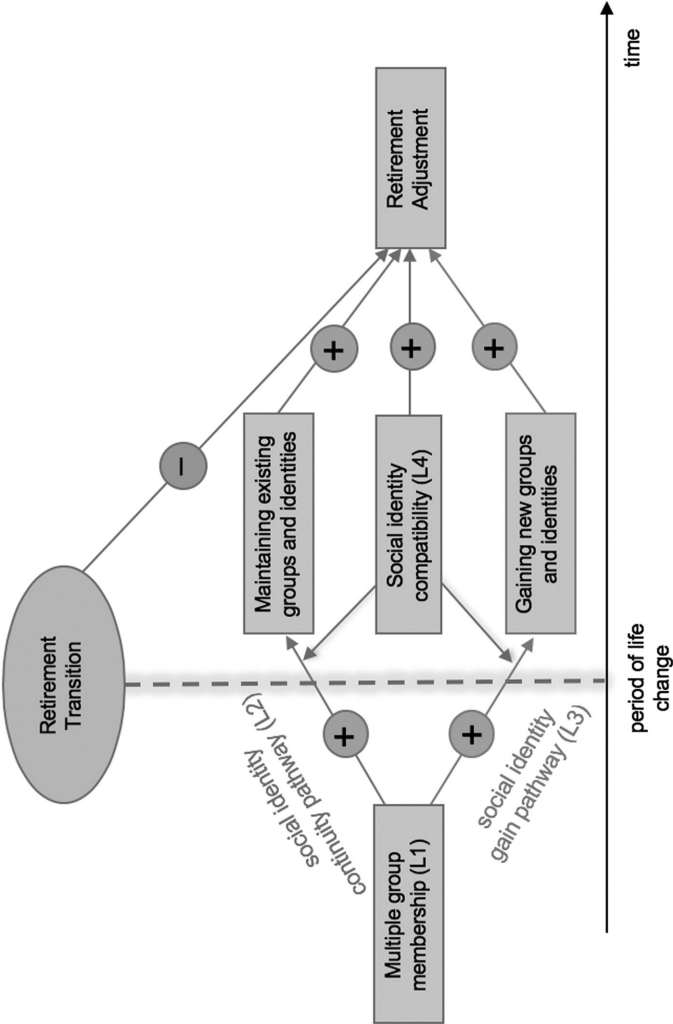 Retirement
Transition
−
social identity
continuity pathway (L2)
Maintaining existing
groups and identities
+
+
Multiple group
membership (L1)
Social identity
compatibility (L4)
+
Retirement
Adjustment
+
social identity
gain pathway (L3)
Gaining new groups
and identities
+
period of life
change
time